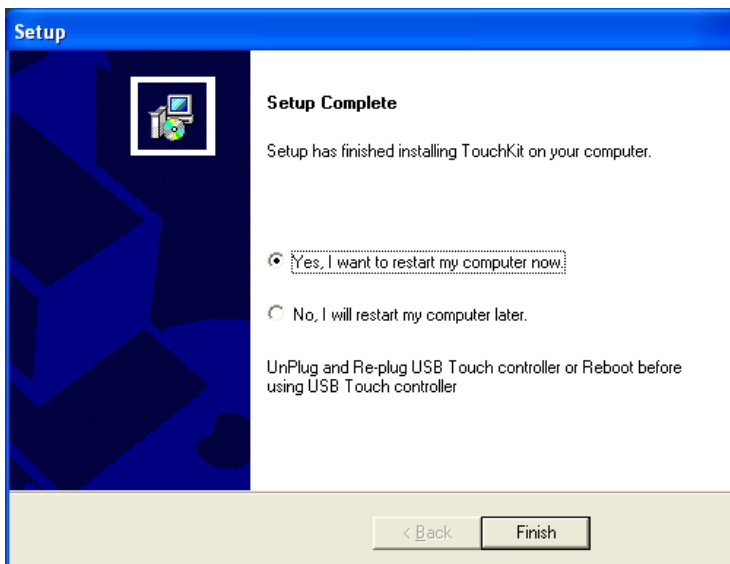 Setup
Setup Complete
Setup has finished installing TouchKit on your computer.
Yes, I want to restart my computer now.
No, I will restart my computer later.
UnPlug and Re-plug USB Touch controller or Reboot before
using USB Touch controller
< Back
Finish